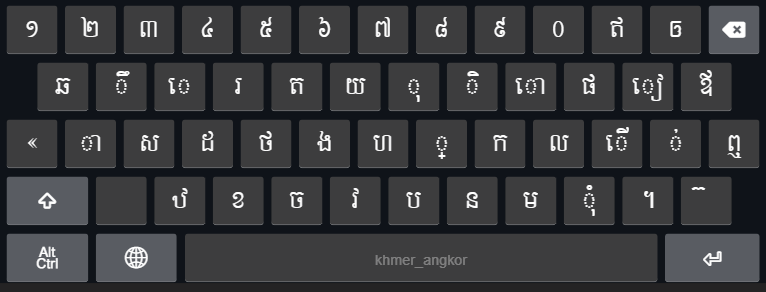 ១ ២ ៣ ៤ ៥ ៦ ៧ ៨ ៩ ០ ឥ ឲ
ឆ ◌ឹ ◌េ រ ត យ ◌ុ ◌ិ ◌ោ ផ ◌ៀ ឪ
« ◌ា ស ដ ថ ង ហ ◌្ ក ល ◌ើ ◌់ ឮ
ឋ ខ ច វ ប ន ម ◌ុំ ។ ៊
Alt
Ctrl khmer_angkor